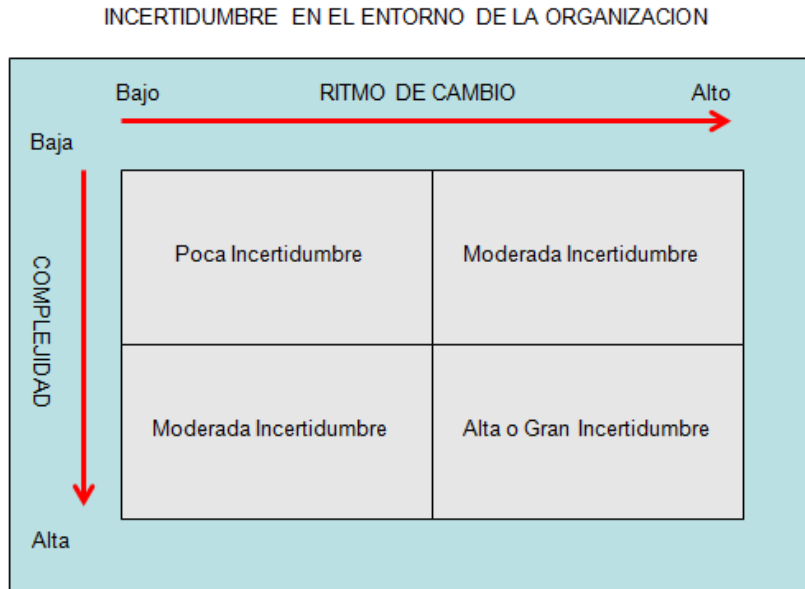 INCERTIDUMBRE EN EL ENTORNO DE LA ORGANIZACION
Bajo RITMO DE CAMBIO Alto
Baja
COMPLEJIDAD
Poca Incertidumbre Moderada Incertidumbre
Moderada Incertidumbre Alta o Gran Incertidumbre
Alta